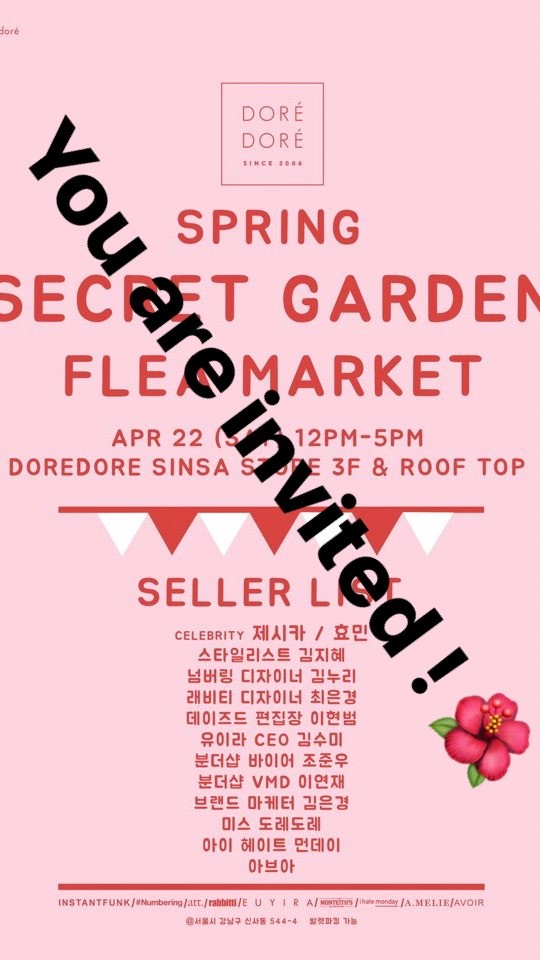 doré
DORÉ
DORÉ
SINCE 2006
SPRING
SECRET GARDEN
FLEA MARKET
APR 22 (SAT) 12PM-5PM
DOREDORE SINSA STORE 3F & ROOF TOP
You are invited!
SELLER LIST
CELEBRITY 제시카 / 효민
스타일리스트 김지혜
넘버링 디자이너 김누리
래비티 디자이너 최은경
데이즈드 편집장 이현범
유이라 CEO 김수미
분더샵 바이어 조준우
분더샵 VMD 이연재
브랜드 마케터 김은경
미스 도레도레
아이 헤이트 먼데이
아브아
INSTANTFUNK/#Numbering/att./rabbitti/EUYIRA/MONTEITH'S/i hate monday/A.MELIE/AVOIR
@서울시 강남구 신사동 544-4 발렛파킹 가능